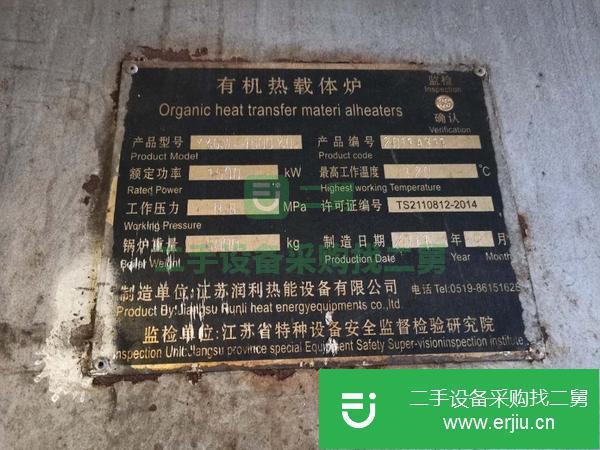 有机热载体炉
Organic heat transfer materi alheaters
监检
Inspection
确认
Verification
产品型号 产品编号
Product Model Product code
额定功率 kW 最高工作温度 ℃
Rated Power Highest working Temperature
工作压力 MPa 许可证编号 TS2110812-2014
Working Pressure
锅炉重量 kg 制造日期 年 月
Boiler Weight Production Date Year Month
制造单位:江苏润利热能设备有限公司 电话Tel:0519-86151626
Product By:Jiangsu Runli heat energyequipments co.,ltd.
监检单位:江苏省特种设备安全监督检验研究院
Inspection Unit:Jiangsu province special Equipment Safety Super-visioninspection institute
二手设备采购找二舅
二手设备采购找二舅
www.erjiu.cn